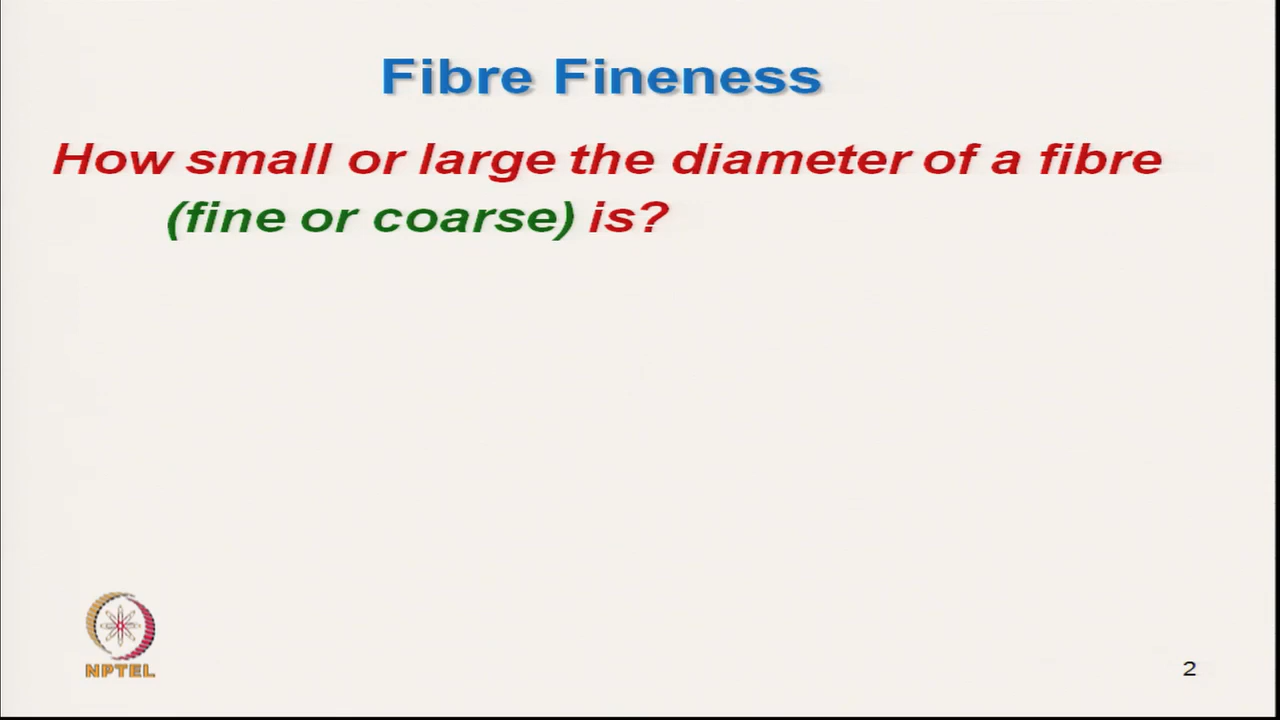 Fibre Fineness
How small or large the diameter of a fibre
(fine or coarse) is?
NPTEL
2